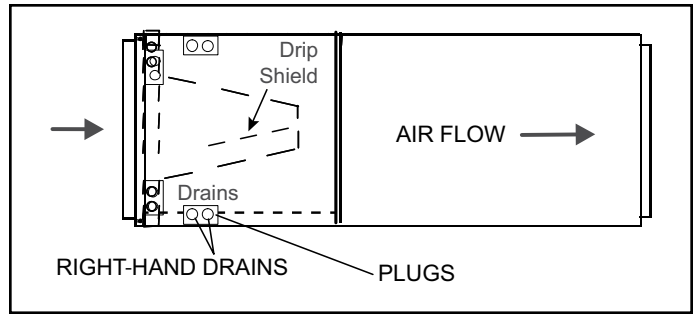 Drip
Shield
AIR FLOW
Drains
RIGHT-HAND DRAINS
PLUGS